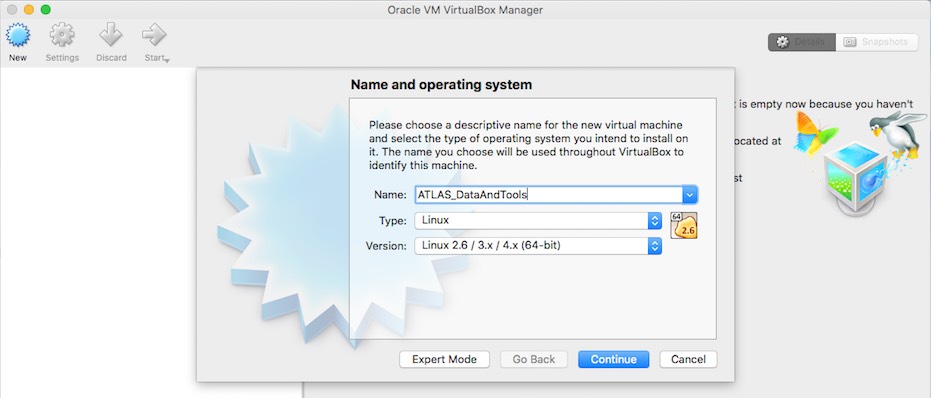 Oracle VM VirtualBox Manager
New
Settings
Discard
Start
Details
Snapshots
Name and operating system
t is empty now because you haven't
Please choose a descriptive name for the new virtual machine
and select the type of operating system you intend to install on
it. The name you choose will be used throughout VirtualBox to
identify this machine.
ocated at
st
Name: ATLAS_DataAndTools
Type: Linux
64
2.6
Version: Linux 2.6 / 3.x / 4.x (64-bit)
Expert Mode
Go Back
Continue
Cancel